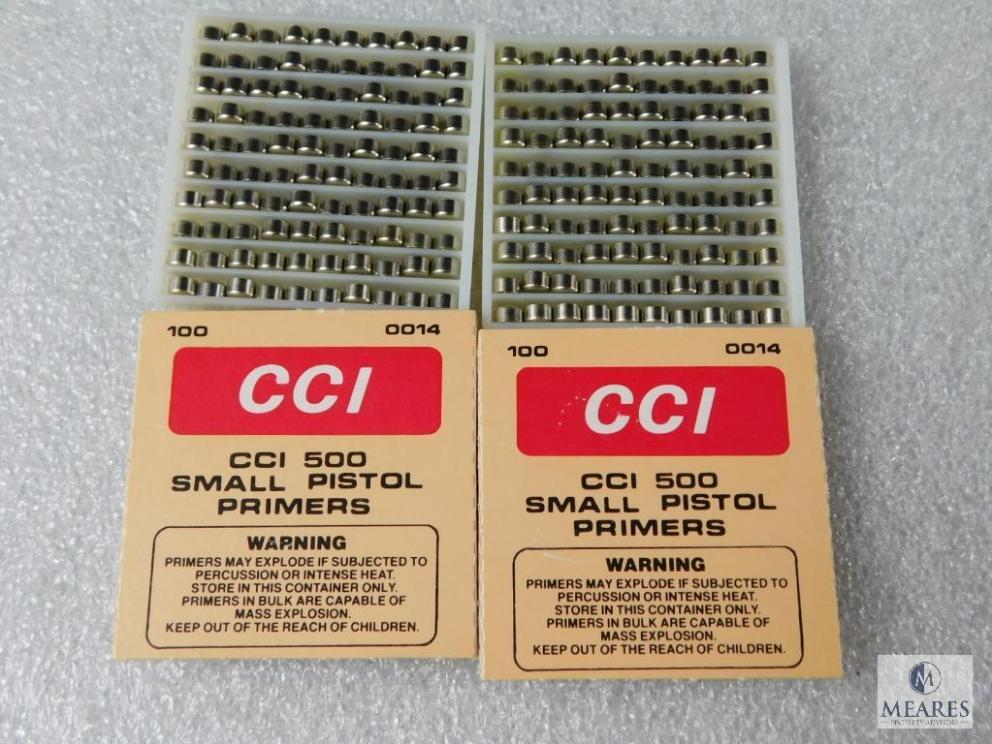 100 0014
CCI
CCI 500
SMALL PISTOL
PRIMERS
WARNING
PRIMERS MAY EXPLODE IF SUBJECTED TO
PERCUSSION OR INTENSE HEAT.
STORE IN THIS CONTAINER ONLY.
PRIMERS IN BULK ARE CAPABLE OF
MASS EXPLOSION.
KEEP OUT OF THE REACH OF CHILDREN.
100 0014
CCI
CCI 500
SMALL PISTOL
PRIMERS
WARNING
PRIMERS MAY EXPLODE IF SUBJECTED TO
PERCUSSION OR INTENSE HEAT.
STORE IN THIS CONTAINER ONLY.
PRIMERS IN BULK ARE CAPABLE OF
MASS EXPLOSION.
KEEP OUT OF THE REACH OF CHILDREN.
M
MEARES
PROPERTY ADVISORS